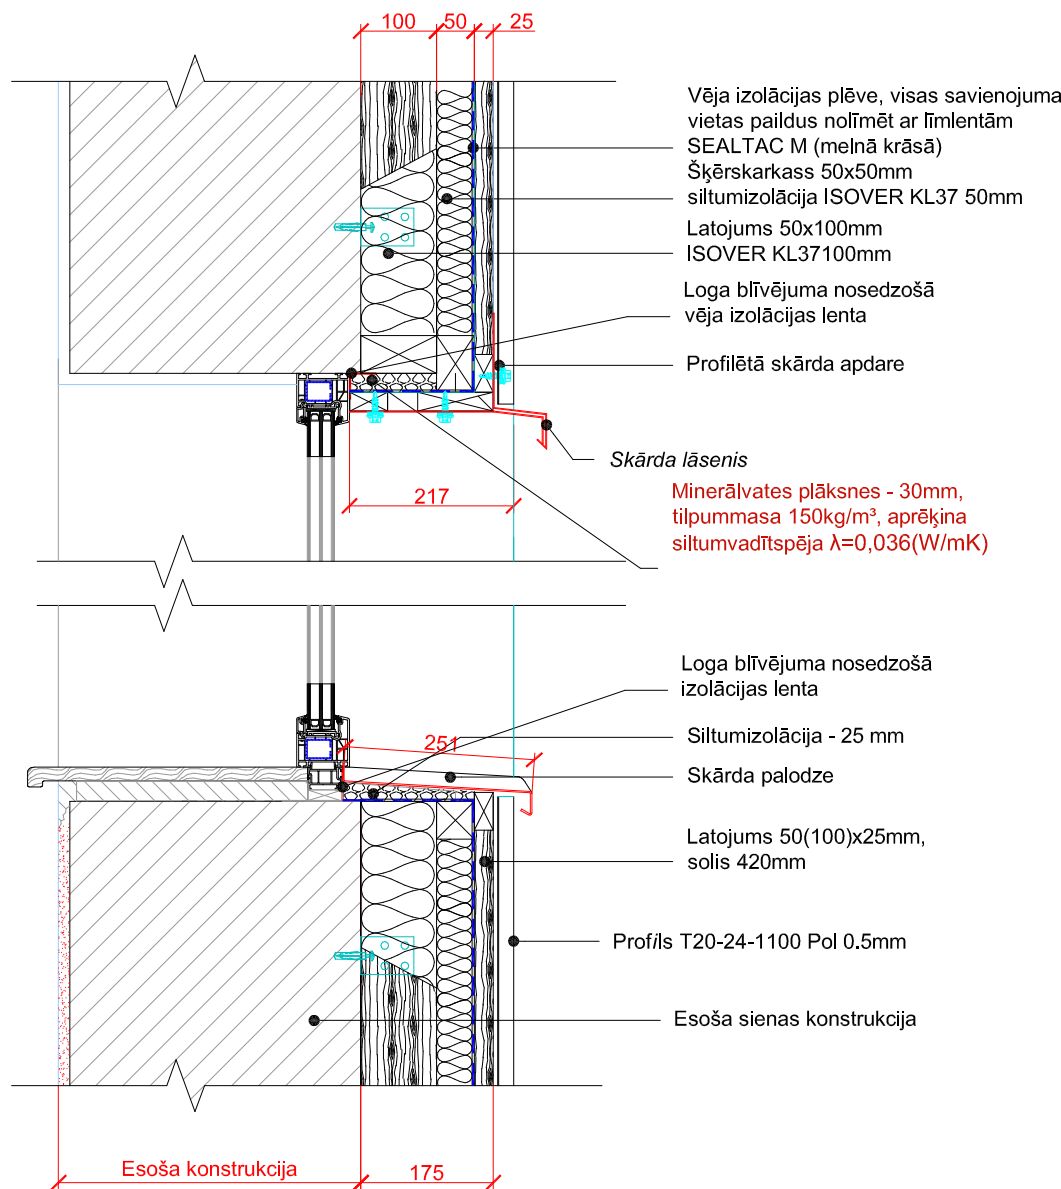 100 50 25
Vēja izolācijas plēve, visas savienojuma
vietas paildus nolīmēt ar līmlentām
SEALTAC M (melnā krāsā)
Šķērskarkass 50x50mm
siltumizolācija ISOVER KL37 50mm
Latojums 50x100mm
ISOVER KL37100mm
Loga blīvējuma nosedzošā
vēja izolācijas lenta
Profilētā skārda apdare
Skārda lāsenis
217
Minerālvates plāksnes - 30mm,
tilpummasa 150kg/m³, aprēķina
siltumvadītspēja λ=0,036(W/mK)
Loga blīvējuma nosedzošā
izolācijas lenta
251
Siltumizolācija - 25 mm
Skārda palodze
Latojums 50(100)x25mm,
solis 420mm
Profils T20-24-1100 Pol 0.5mm
Esoša sienas konstrukcija
Esoša konstrukcija
175